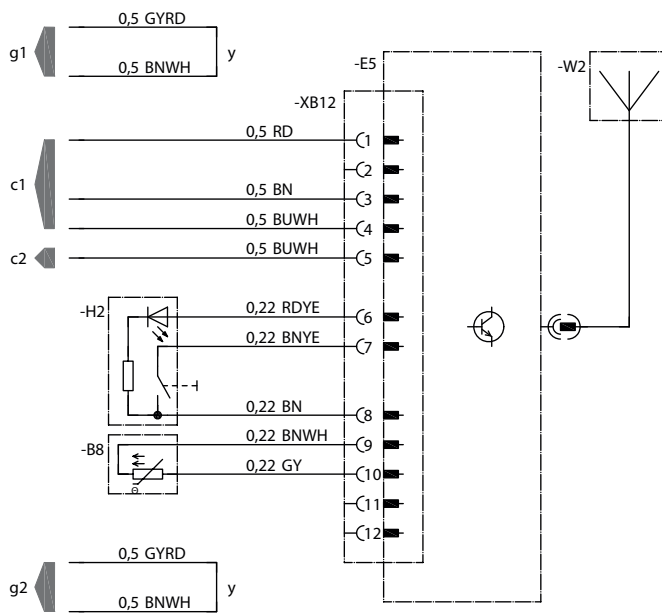 0,5 GYRD
g1
y
0,5 BNWH
-E5
-W2
-XB12
0,5 RD
1
2
c1
0,5 BN
3
0,5 BUWH
4
0,5 BUWH
c2
5
-H2
0,22 RDYE
6
0,22 BNYE
7
0,22 BN
8
0,22 BNWH
9
-B8
0,22 GY
10
Θ
11
12
0,5 GYRD
g2
y
0,5 BNWH